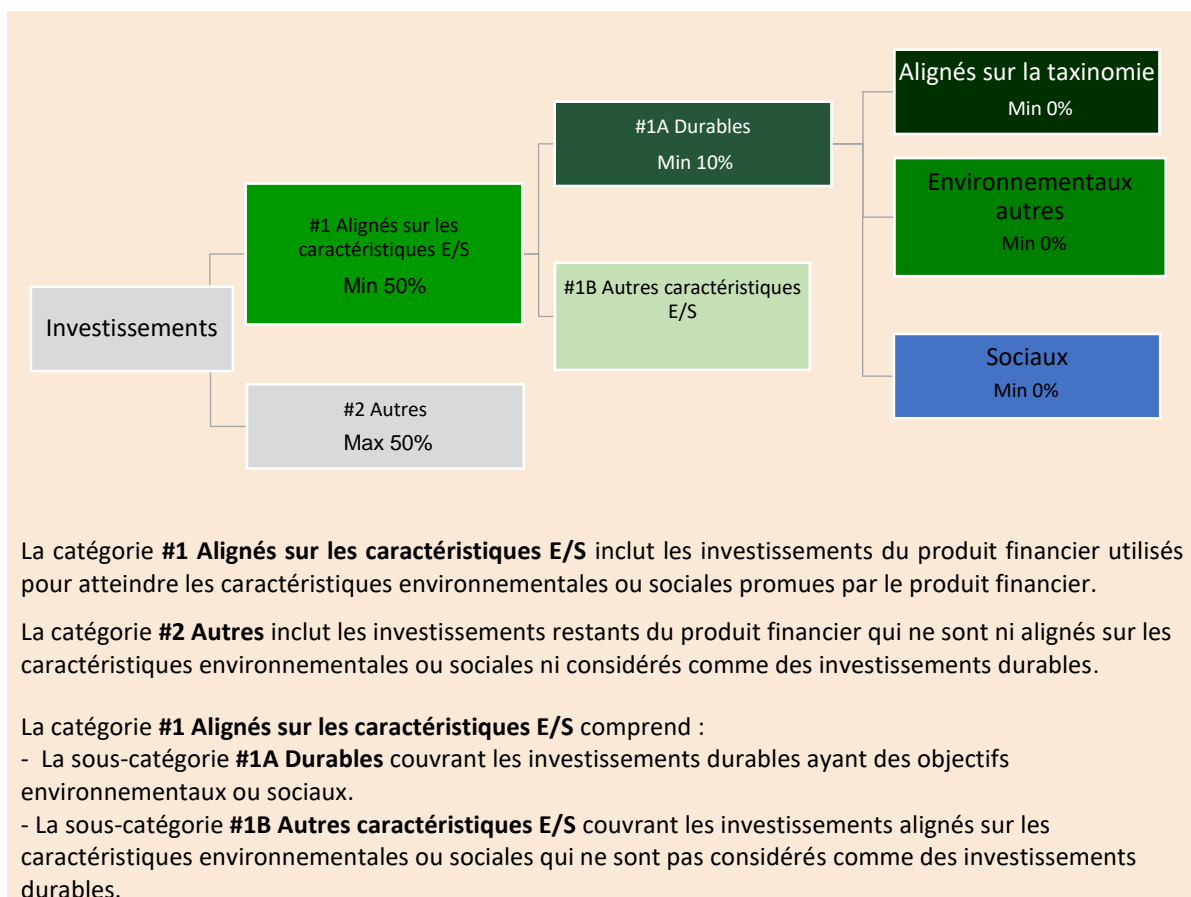 Investissements
#1 Alignés sur les
caractéristiques E/S
Min 50%
#2 Autres
Max 50%
#1A Durables
Min 10%
#1B Autres caractéristiques
E/S
Alignés sur la taxinomie
Min 0%
Environnementaux
autres
Min 0%
Sociaux
Min 0%
La catégorie #1 Alignés sur les caractéristiques E/S inclut les investissements du produit financier utilisés
pour atteindre les caractéristiques environnementales ou sociales promues par le produit financier.
La catégorie #2 Autres inclut les investissements restants du produit financier qui ne sont ni alignés sur les
caractéristiques environnementales ou sociales ni considérés comme des investissements durables.
La catégorie #1 Alignés sur les caractéristiques E/S comprend :
- La sous-catégorie #1A Durables couvrant les investissements durables ayant des objectifs
environnementaux ou sociaux.
- La sous-catégorie #1B Autres caractéristiques E/S couvrant les investissements alignés sur les
caractéristiques environnementales ou sociales qui ne sont pas considérés comme des investissements
durables.